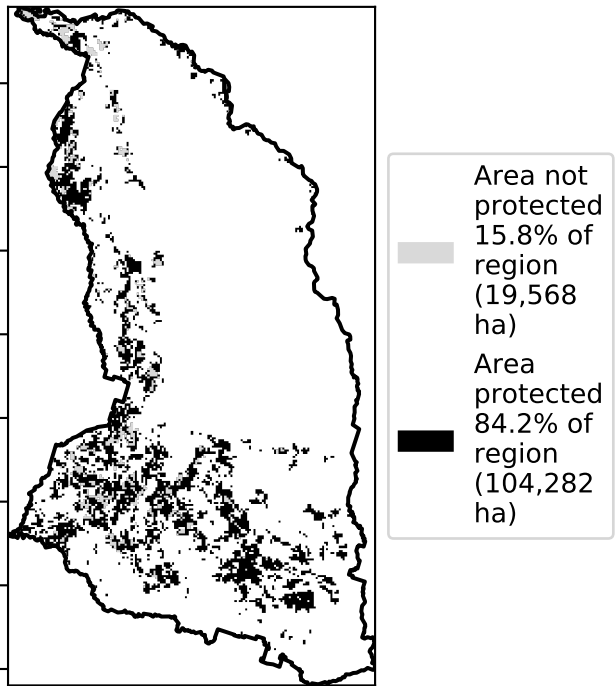 Area not
protected
15.8% of
region
(19,568
ha)
Area
protected
84.2% of
region
(104,282
ha)